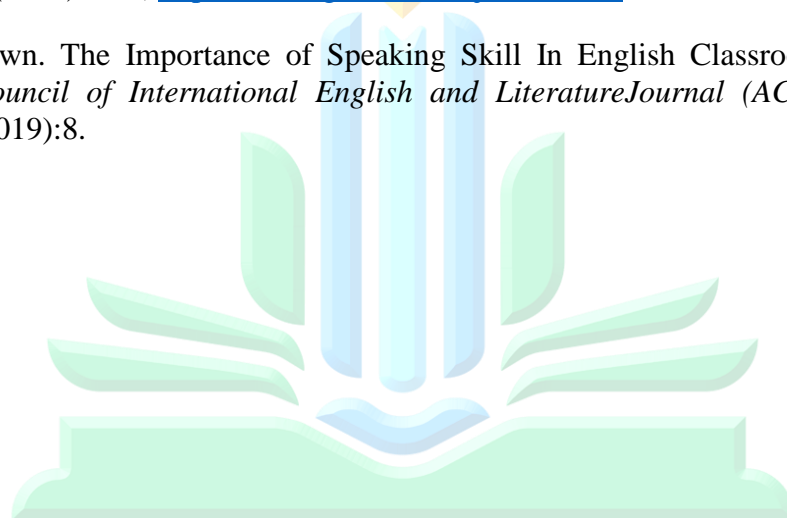 wn. The Importance of Speaking Skill In English Classro
ouncil of International English and LiteratureJournal (AC
019):8.